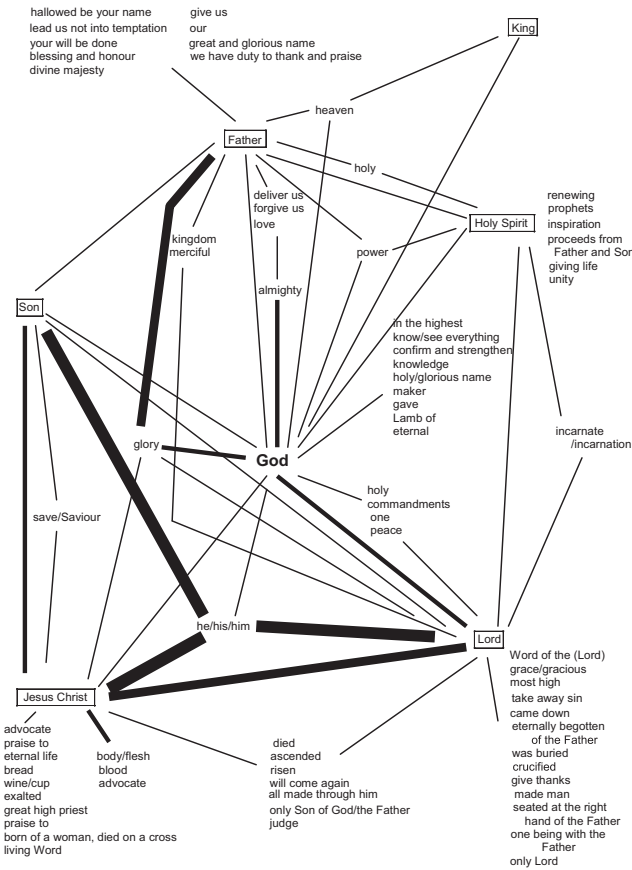 hallowed be your name
lead us not into temptation
your will be done
blessing and honour
divine majesty
give us
our
great and glorious name
we have duty to thank and praise
King
heaven
Father
holy
deliver us
forgive us
love
Holy Spirit
renewing
prophets
inspiration
proceeds from
Father and Son
giving life
unity
kingdom
merciful
power
almighty
Son
in the highest
know/see everything
confirm and strengthen
knowledge
holy/glorious name
maker
gave
Lamb of
eternal
glory
God
incarnate
/incarnation
holy
commandments
one
peace
save/Saviour
he/his/him
Lord
Word of the (Lord)
grace/gracious
most high
take away sin
came down
eternally begotten
of the Father
was buried
crucified
give thanks
made man
seated at the right
hand of the Father
one being with the
Father
only Lord
Jesus Christ
advocate
praise to
eternal life
bread
wine/cup
exalted
great high priest
praise to
born of a woman, died on a cross
living Word
body/flesh
blood
advocate
died
ascended
risen
will come again
all made through him
only Son of God/the Father
judge